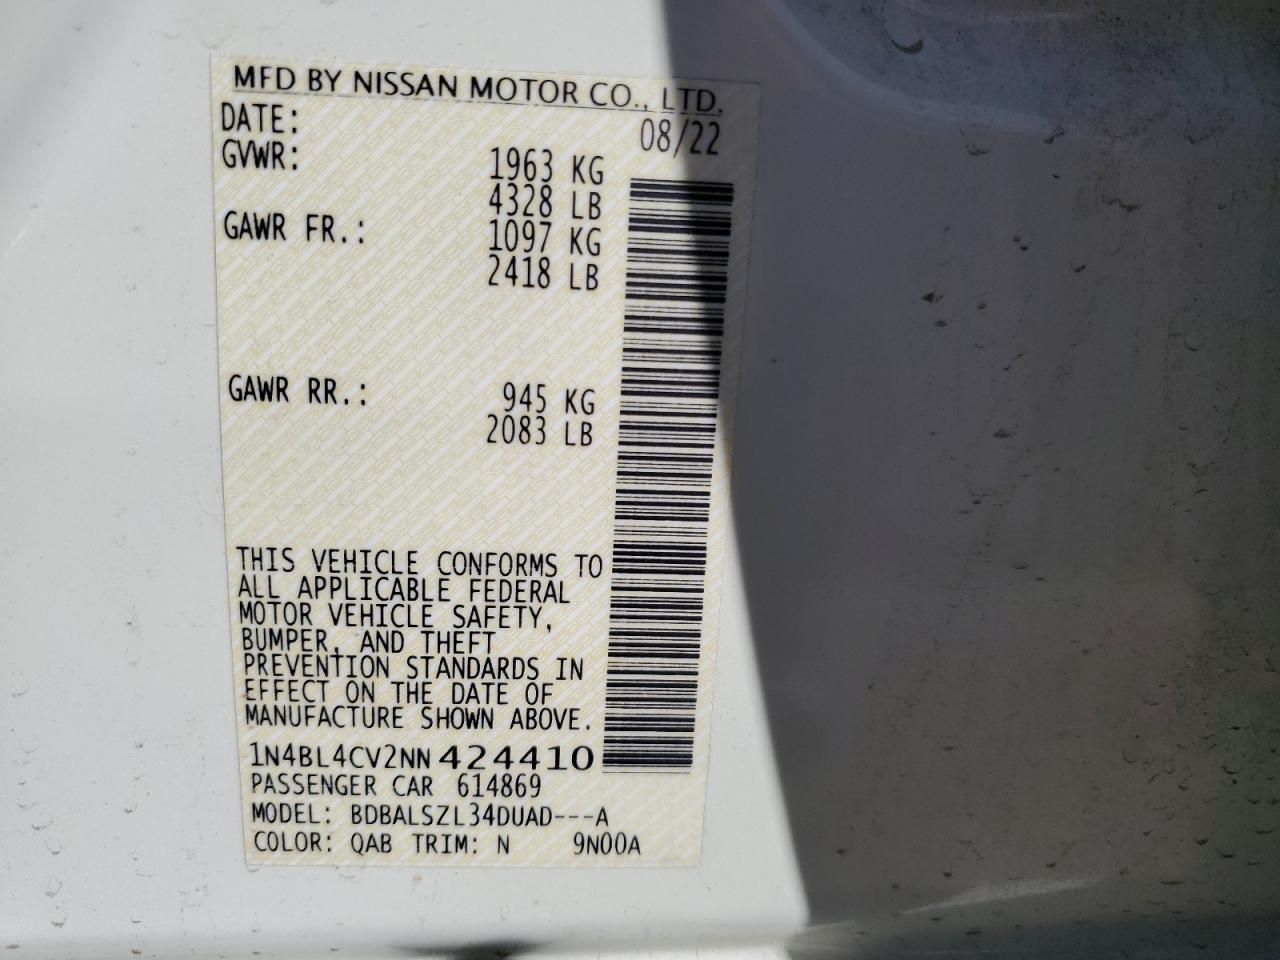 MFD BY NISSAN MOTOR CO., LTD.
DATE: 08/22
GVWR: 1963 KG
4328 LB
GAWR FR.: 1097 KG
2418 LB
GAWR RR.: 945 KG
2083 LB
THIS VEHICLE CONFORMS TO
ALL APPLICABLE FEDERAL
MOTOR VEHICLE SAFETY,
BUMPER, AND THEFT
PREVENTION STANDARDS IN
EFFECT ON THE DATE OF
MANUFACTURE SHOWN ABOVE.
1N4BL4CV2NN424410
PASSENGER CAR 614869
MODEL: BDBALSZL34DUAD---A
COLOR: QAB TRIM: N 9N00A